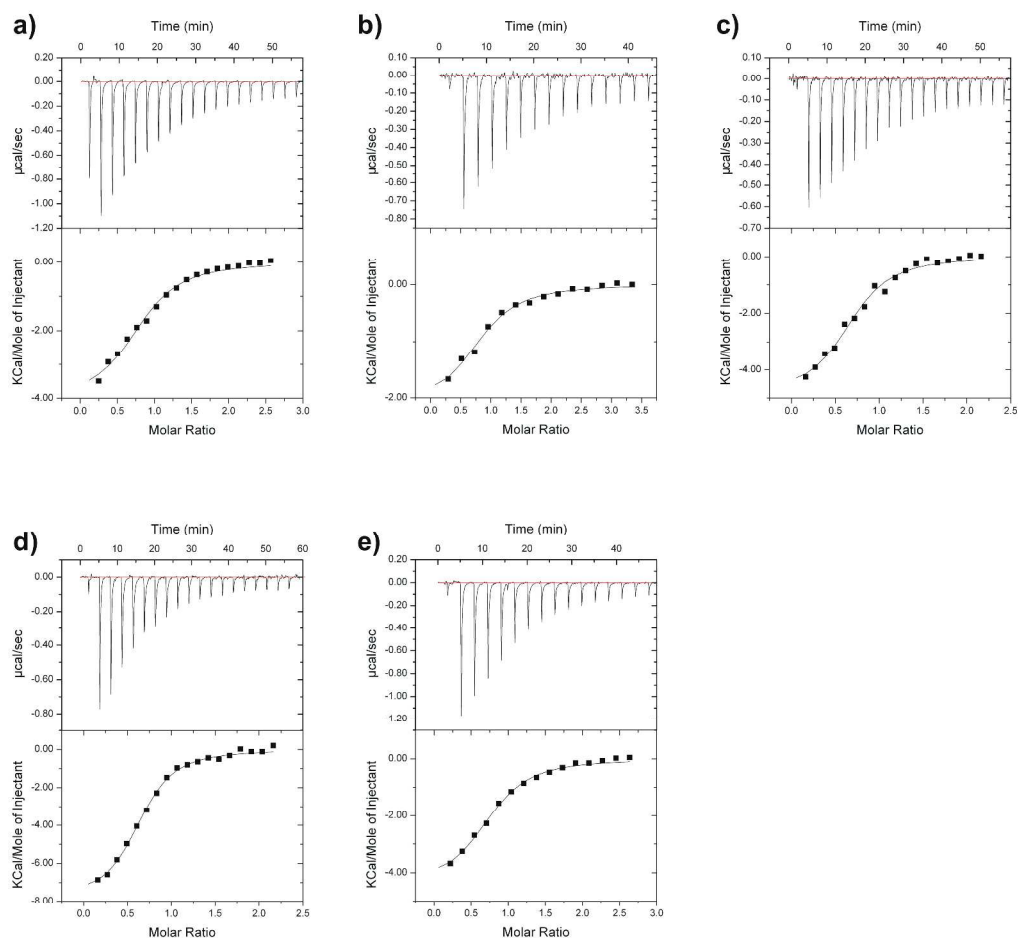 a)
Time (min)
0 10 20 30 40 50
0.20
0.00
-0.20
-0.40
-0.60
-0.80
-1.00
-1.20
µcal/sec
0.00
-2.00
-4.00
KCal/Mole of Injectant
0.0 0.5 1.0 1.5 2.0 2.5 3.0
Molar Ratio
b)
Time (min)
0 10 20 30 40
0.10
0.00
-0.10
-0.20
-0.30
-0.40
-0.50
-0.60
-0.70
-0.80
µcal/sec
0.00
-2.00
KCal/Mole of Injectant
0.0 0.5 1.0 1.5 2.0 2.5 3.0 3.5
Molar Ratio
c)
Time (min)
0 10 20 30 40 50
0.10
0.00
-0.10
-0.20
-0.30
-0.40
-0.50
-0.60
-0.70
µcal/sec
0.00
-2.00
-4.00
KCal/Mole of Injectant
0.0 0.5 1.0 1.5 2.0 2.5
Molar Ratio
d)
Time (min)
0 10 20 30 40 50 60
0.00
-0.20
-0.40
-0.60
-0.80
µcal/sec
0.00
-2.00
-4.00
-6.00
-8.00
KCal/Mole of Injectant
0.0 0.5 1.0 1.5 2.0 2.5
Molar Ratio
e)
Time (min)
0 10 20 30 40
0.20
0.00
-0.20
-0.40
-0.60
-0.80
-1.00
1.20
µcal/sec
0.00
-2.00
-4.00
KCal/Mole of Injectant
0.0 0.5 1.0 1.5 2.0 2.5 3.0
Molar Ratio